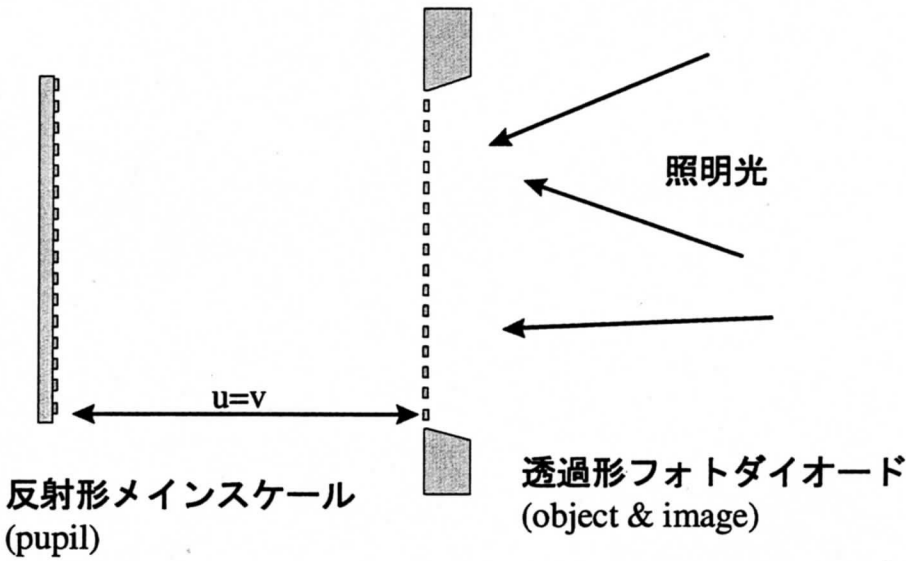 照明光
u=v
反射形メインスケール
(pupil)
透過形フォトダイオード
(object & image)